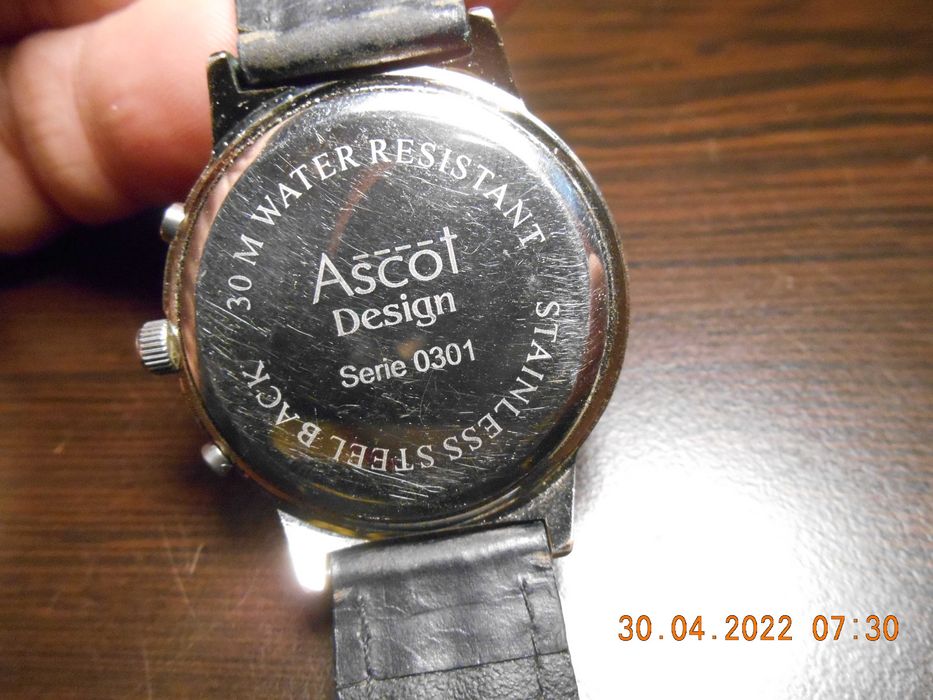 30 M WATER RESISTANT
Ascot
Design
Serie 0301
STAINLESS STEEL BACK
30.04.2022 07:30